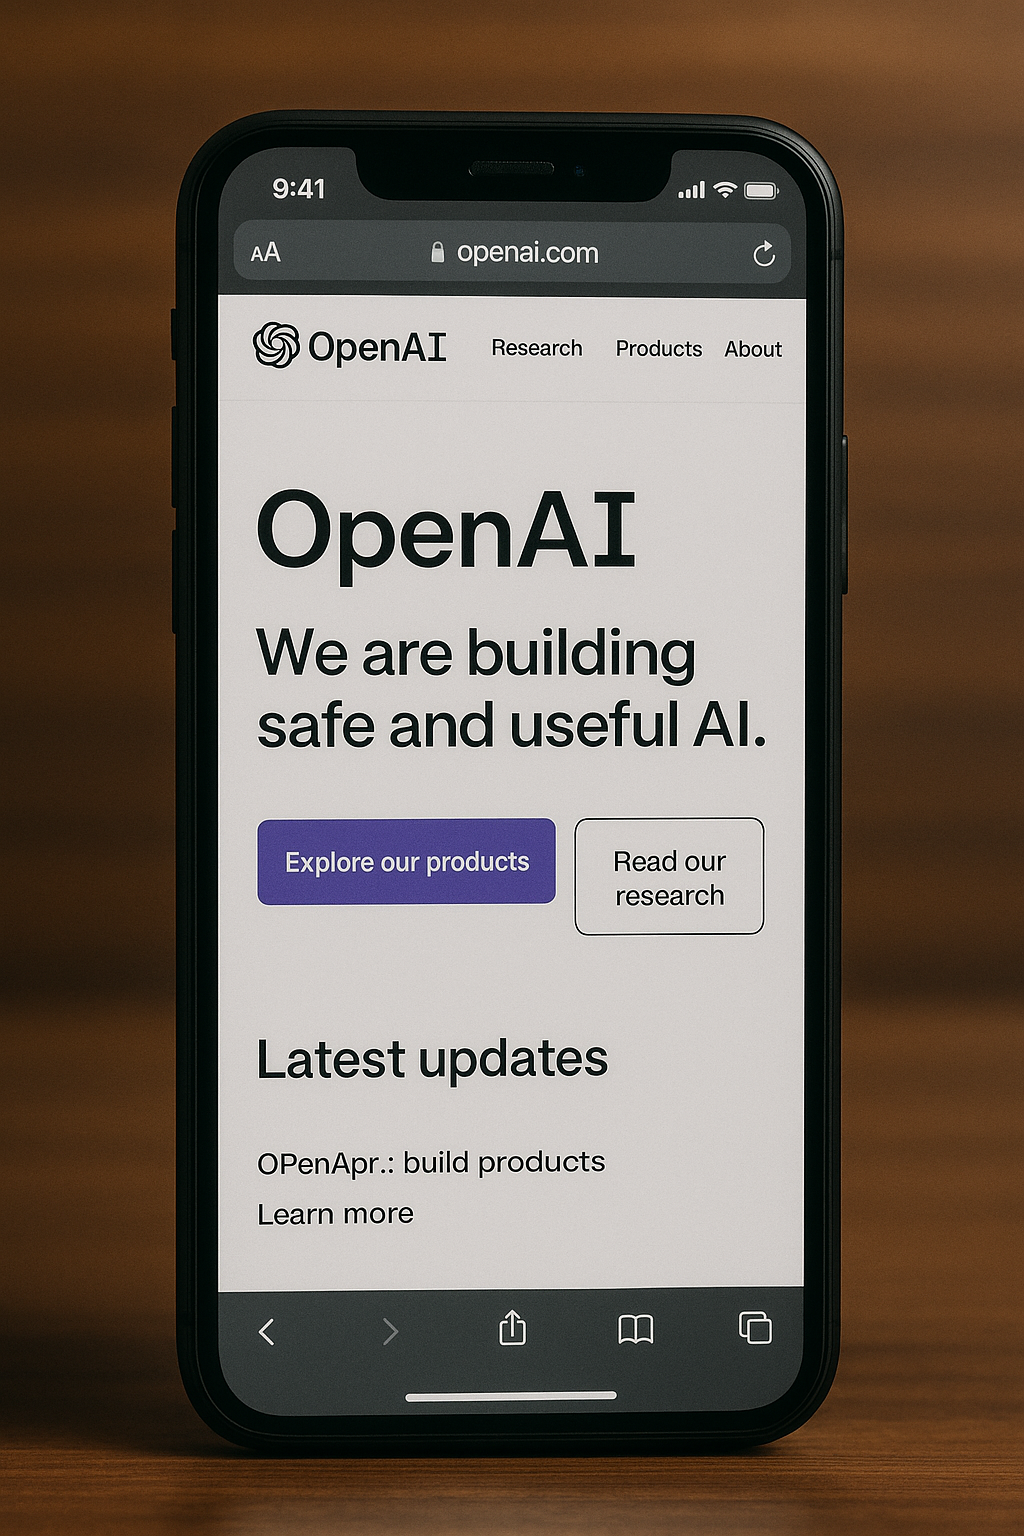 9:41
AA openai.com
OpenAI Research Products About
OpenAI
We are building
safe and useful AI.
Explore our products
Read our
research
Latest updates
OPenApr.: build products
Learn more